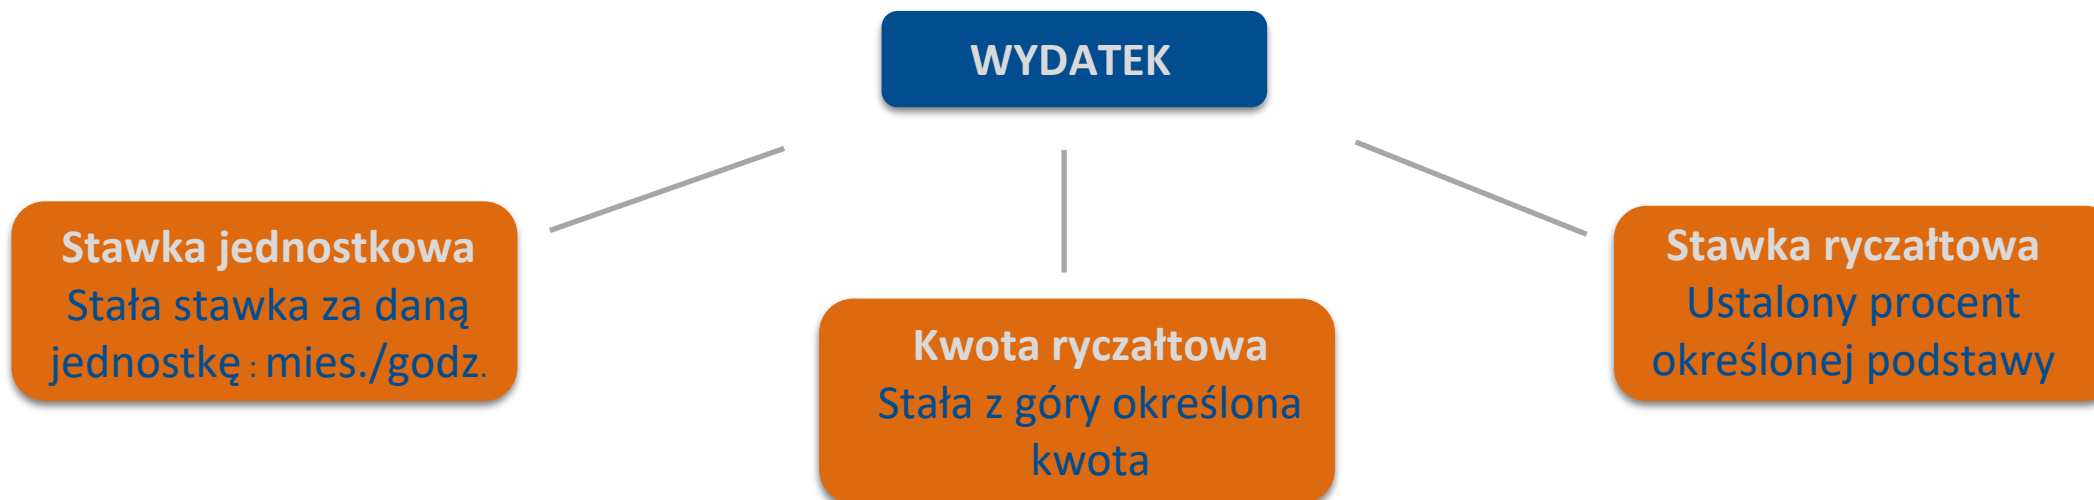 WYDATEK
Stawka jednostkowa
Stała stawka za daną
jednostkę : mies./godz.
Kwota ryczałtowa
Stała z góry określona
kwota
Stawka ryczałtowa
Ustalony procent
określonej podstawy